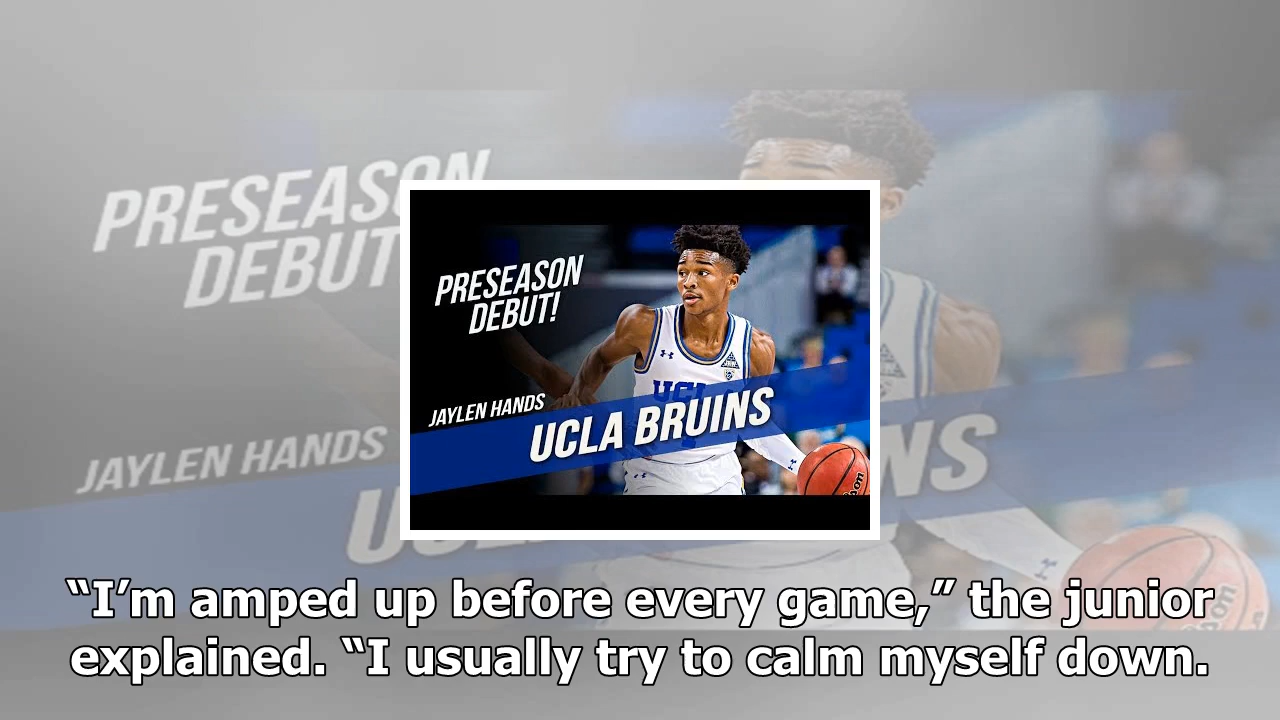 PRESEASON
DEBUT!
JAYLEN HANDS
UCLA BRUINS
PRESEASON
DEBUT
JAYLEN HANDS
“I’m amped up before every game,” the junior
explained. “I usually try to calm myself down.